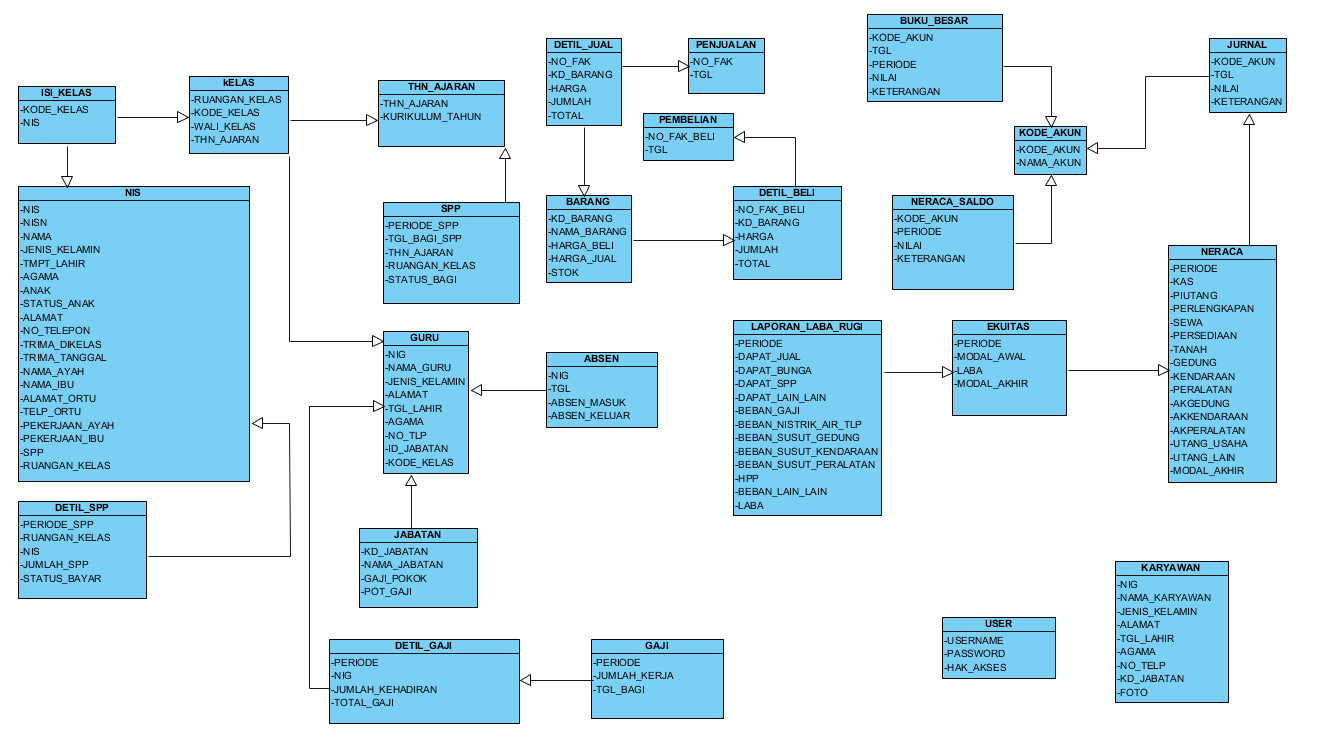 ISI_KELAS
-KODE_KELAS
-NIS
kELAS
-RUANGAN_KELAS
-KODE_KELAS
-WALI_KELAS
-THN_AJARAN
THN_AJARAN
-THN_AJARAN
-KURIKULUM_TAHUN
DETIL_JUAL
-NO_FAK
-KD_BARANG
-HARGA
-JUMLAH
-TOTAL
PENJUALAN
-NO_FAK
-TGL
BUKU_BESAR
-KODE_AKUN
-TGL
-PERIODE
-NILAI
-KETERANGAN
JURNAL
-KODE_AKUN
-TGL
-NILAI
-KETERANGAN
PEMBELIAN
-NO_FAK_BELI
-TGL
KODE_AKUN
-KODE_AKUN
-NAMA_AKUN
NIS
-NIS
-NISN
-NAMA
-JENIS_KELAMIN
-TMPT_LAHIR
-AGAMA
-ANAK
-STATUS_ANAK
-ALAMAT
-NO_TELEPON
-TRIMA_DIKELAS
-TRIMA_TANGGAL
-NAMA_AYAH
-NAMA_IBU
-ALAMAT_ORTU
-TELP_ORTU
-PEKERJAAN_AYAH
-PEKERJAAN_IBU
-SPP
-RUANGAN_KELAS
SPP
-PERIODE_SPP
-TGL_BAGI_SPP
-THN_AJARAN
-RUANGAN_KELAS
-STATUS_BAGI
BARANG
-KD_BARANG
-NAMA_BARANG
-HARGA_BELI
-HARGA_JUAL
-STOK
DETIL_BELI
-NO_FAK_BELI
-KD_BARANG
-HARGA
-JUMLAH
-TOTAL
NERACA_SALDO
-KODE_AKUN
-PERIODE
-NILAI
-KETERANGAN
NERACA
-PERIODE
-KAS
-PIUTANG
-PERLENGKAPAN
-SEWA
-PERSEDIAAN
-TANAH
-GEDUNG
-KENDARAAN
-PERALATAN
-AKGEDUNG
-AKKENDARAAN
-AKPERALATAN
-UTANG_USAHA
-UTANG_LAIN
-MODAL_AKHIR
GURU
-NIG
-NAMA_GURU
-JENIS_KELAMIN
-ALAMAT
-TGL_LAHIR
-AGAMA
-NO_TLP
-ID_JABATAN
-KODE_KELAS
ABSEN
-NIG
-TGL
-ABSEN_MASUK
-ABSEN_KELUAR
LAPORAN_LABA_RUGI
-PERIODE
-DAPAT_JUAL
-DAPAT_BUNGA
-DAPAT_SPP
-DAPAT_LAIN_LAIN
-BEBAN_GAJI
-BEBAN_NISTRIK_AIR_TLP
-BEBAN_SUSUT_GEDUNG
-BEBAN_SUSUT_KENDARAAN
-BEBAN_SUSUT_PERALATAN
-HPP
-BEBAN_LAIN_LAIN
-LABA
EKUITAS
-PERIODE
-MODAL_AWAL
-LABA
-MODAL_AKHIR
DETIL_SPP
-PERIODE_SPP
-RUANGAN_KELAS
-NIS
-JUMLAH_SPP
-STATUS_BAYAR
JABATAN
-KD_JABATAN
-NAMA_JABATAN
-GAJI_POKOK
-POT_GAJI
DETIL_GAJI
-PERIODE
-NIG
-JUMLAH_KEHADIRAN
-TOTAL_GAJI
GAJI
-PERIODE
-JUMLAH_KERJA
-TGL_BAGI
USER
-USERNAME
-PASSWORD
-HAK_AKSES
KARYAWAN
-NIG
-NAMA_KARYAWAN
-JENIS_KELAMIN
-ALAMAT
-TGL_LAHIR
-AGAMA
-NO_TELP
-KD_JABATAN
-FOTO